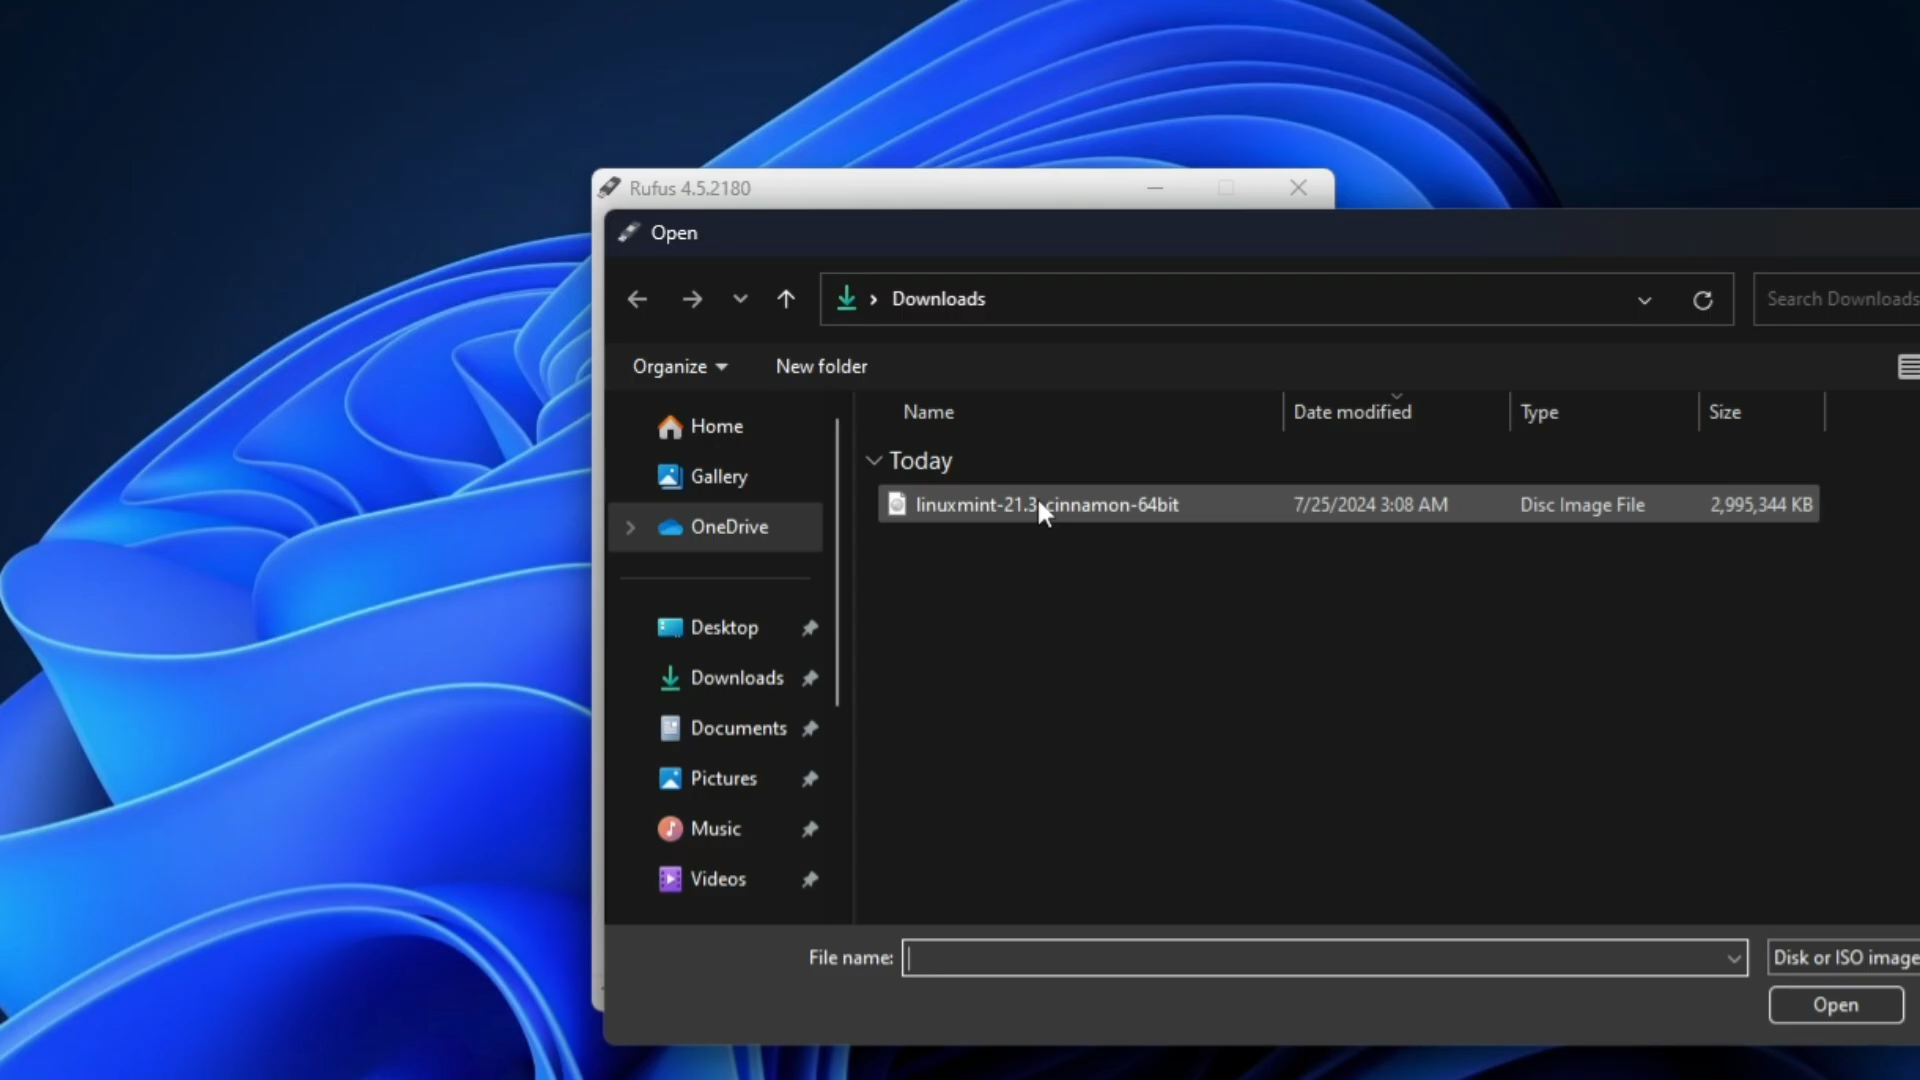 Rufus 4.5.2180
Open
Downloads
Search Downloads
Organize
New folder
Name Date modified Type Size
Home
Gallery
OneDrive
Desktop
Downloads
Documents
Pictures
Music
Videos
Today
linuxmint-21.3-cinnamon-64bit 7/25/2024 3:08 AM Disc Image File 2,995,344 KB
File name:
Disk or ISO image
Open